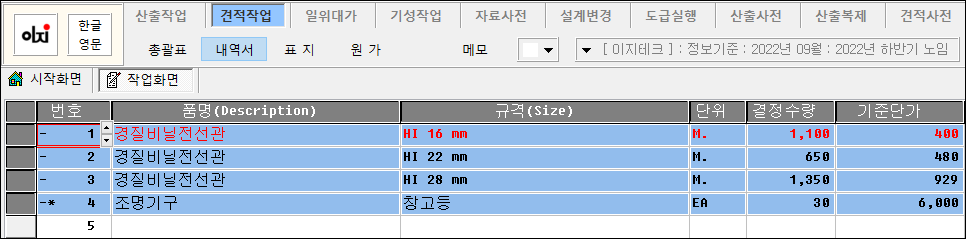 산출작업 견적작업 일위대가 기성작업 자료사전 설계변경 도급실행 산출사전 산출복제 견적사전
이지 한글
영문
총괄표 내역서 표 지 원 가 메모 [ 이지테크 ] : 정보기준 : 2022년 09월 : 2022년 하반기 노임
시작화면 작업화면
번호 품명(Description) 규격(Size) 단위 결정수량 기준단가
- 1 경질비닐전선관 HI 16 mm M. 1,100 400
- 2 경질비닐전선관 HI 22 mm M. 650 480
- 3 경질비닐전선관 HI 28 mm M. 1,350 929
-* 4 조명기구 창고등 EA 30 6,000
5